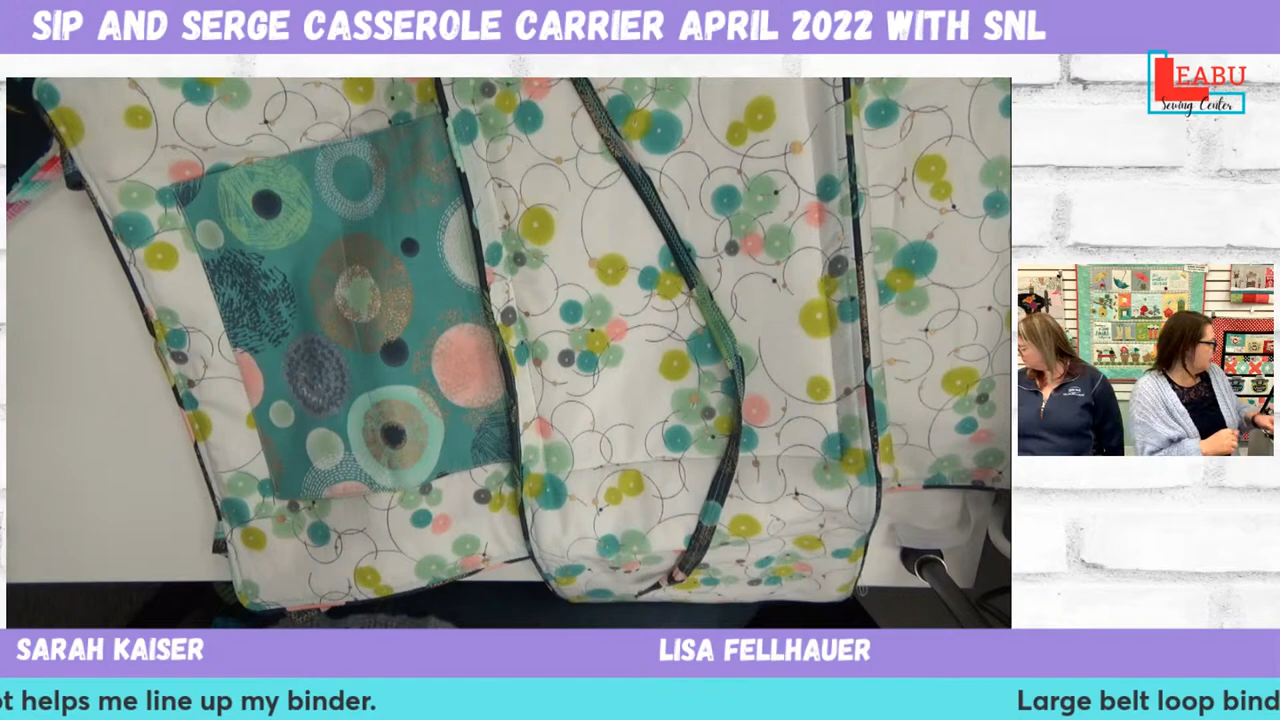 SIP AND SERGE CASSEROLE CARRIER APRIL 2022 WITH SNL
LEABU
Sewing Center
SARAH KAISER
LISA FELLHAUER
ot helps me line up my binder.
Large belt loop bind